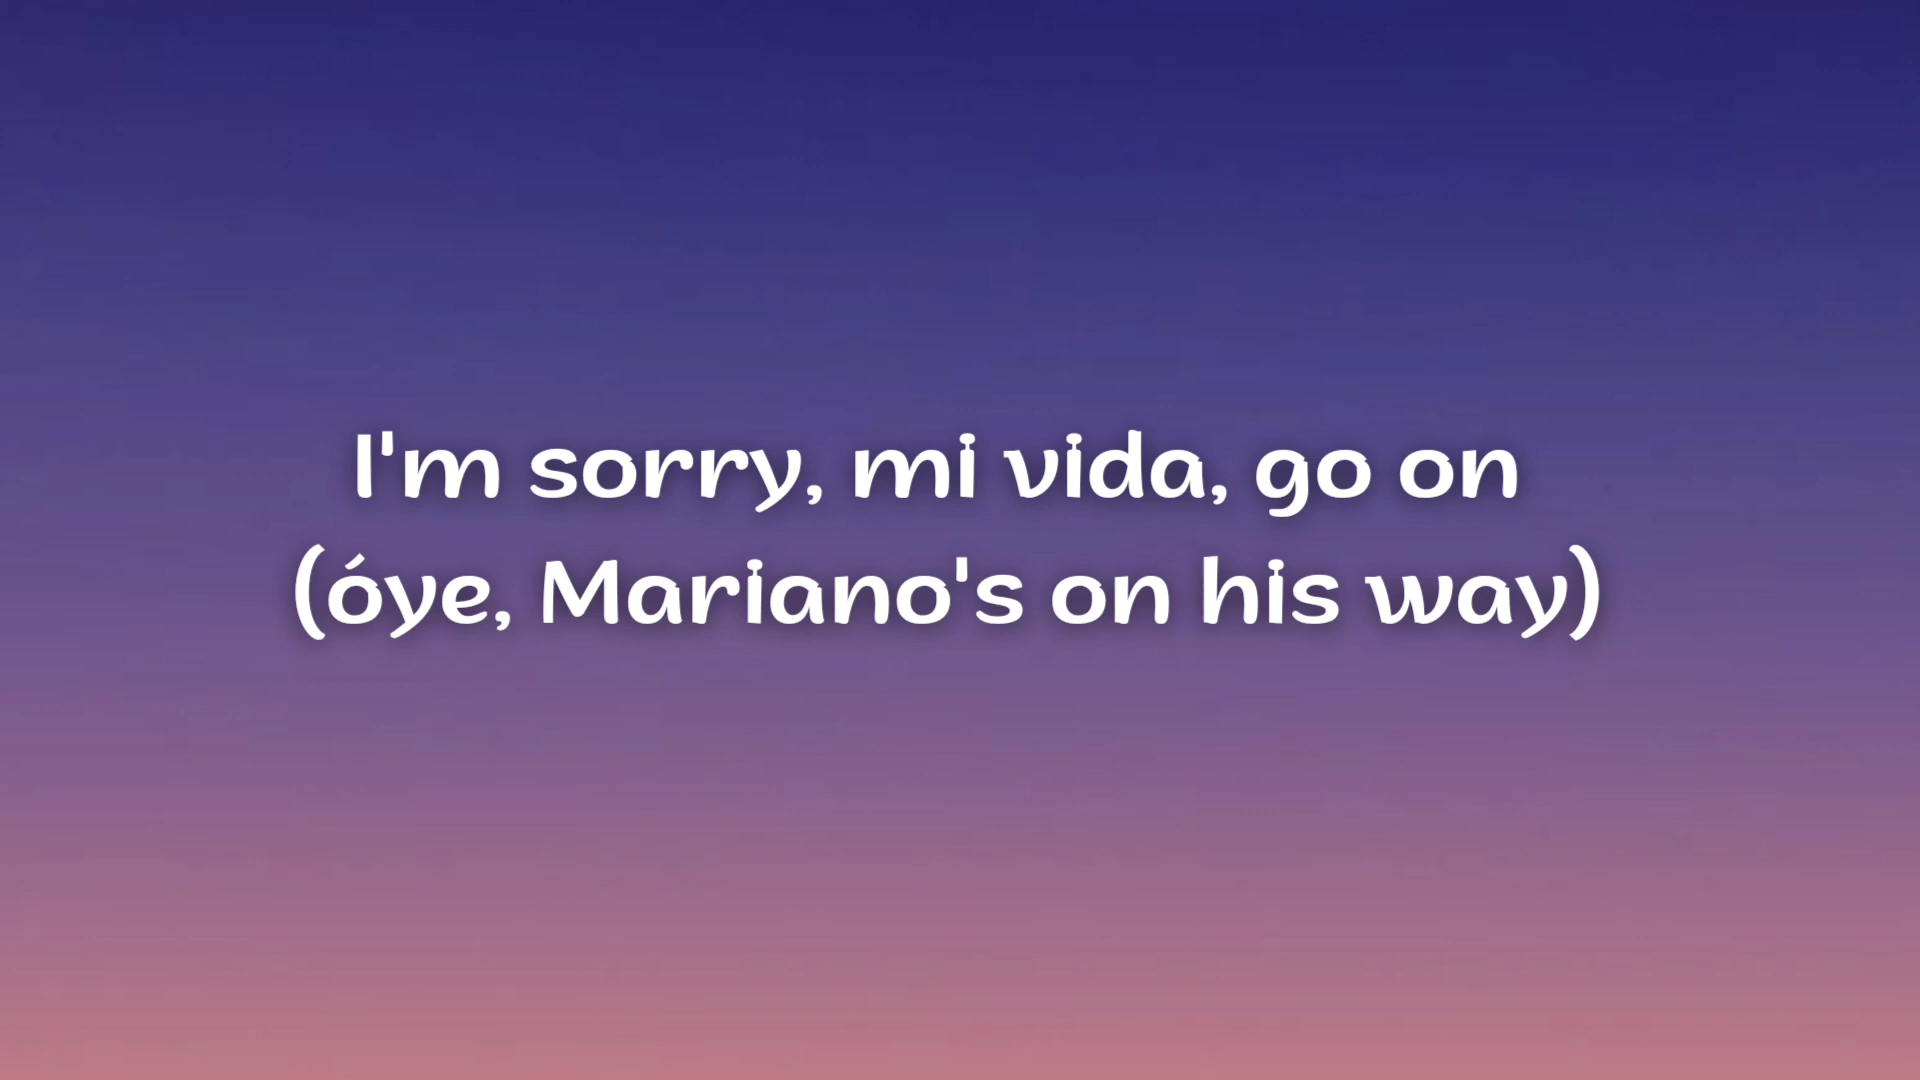 I'm sorry, mi vida, go on
(óye, Mariano's on his way)